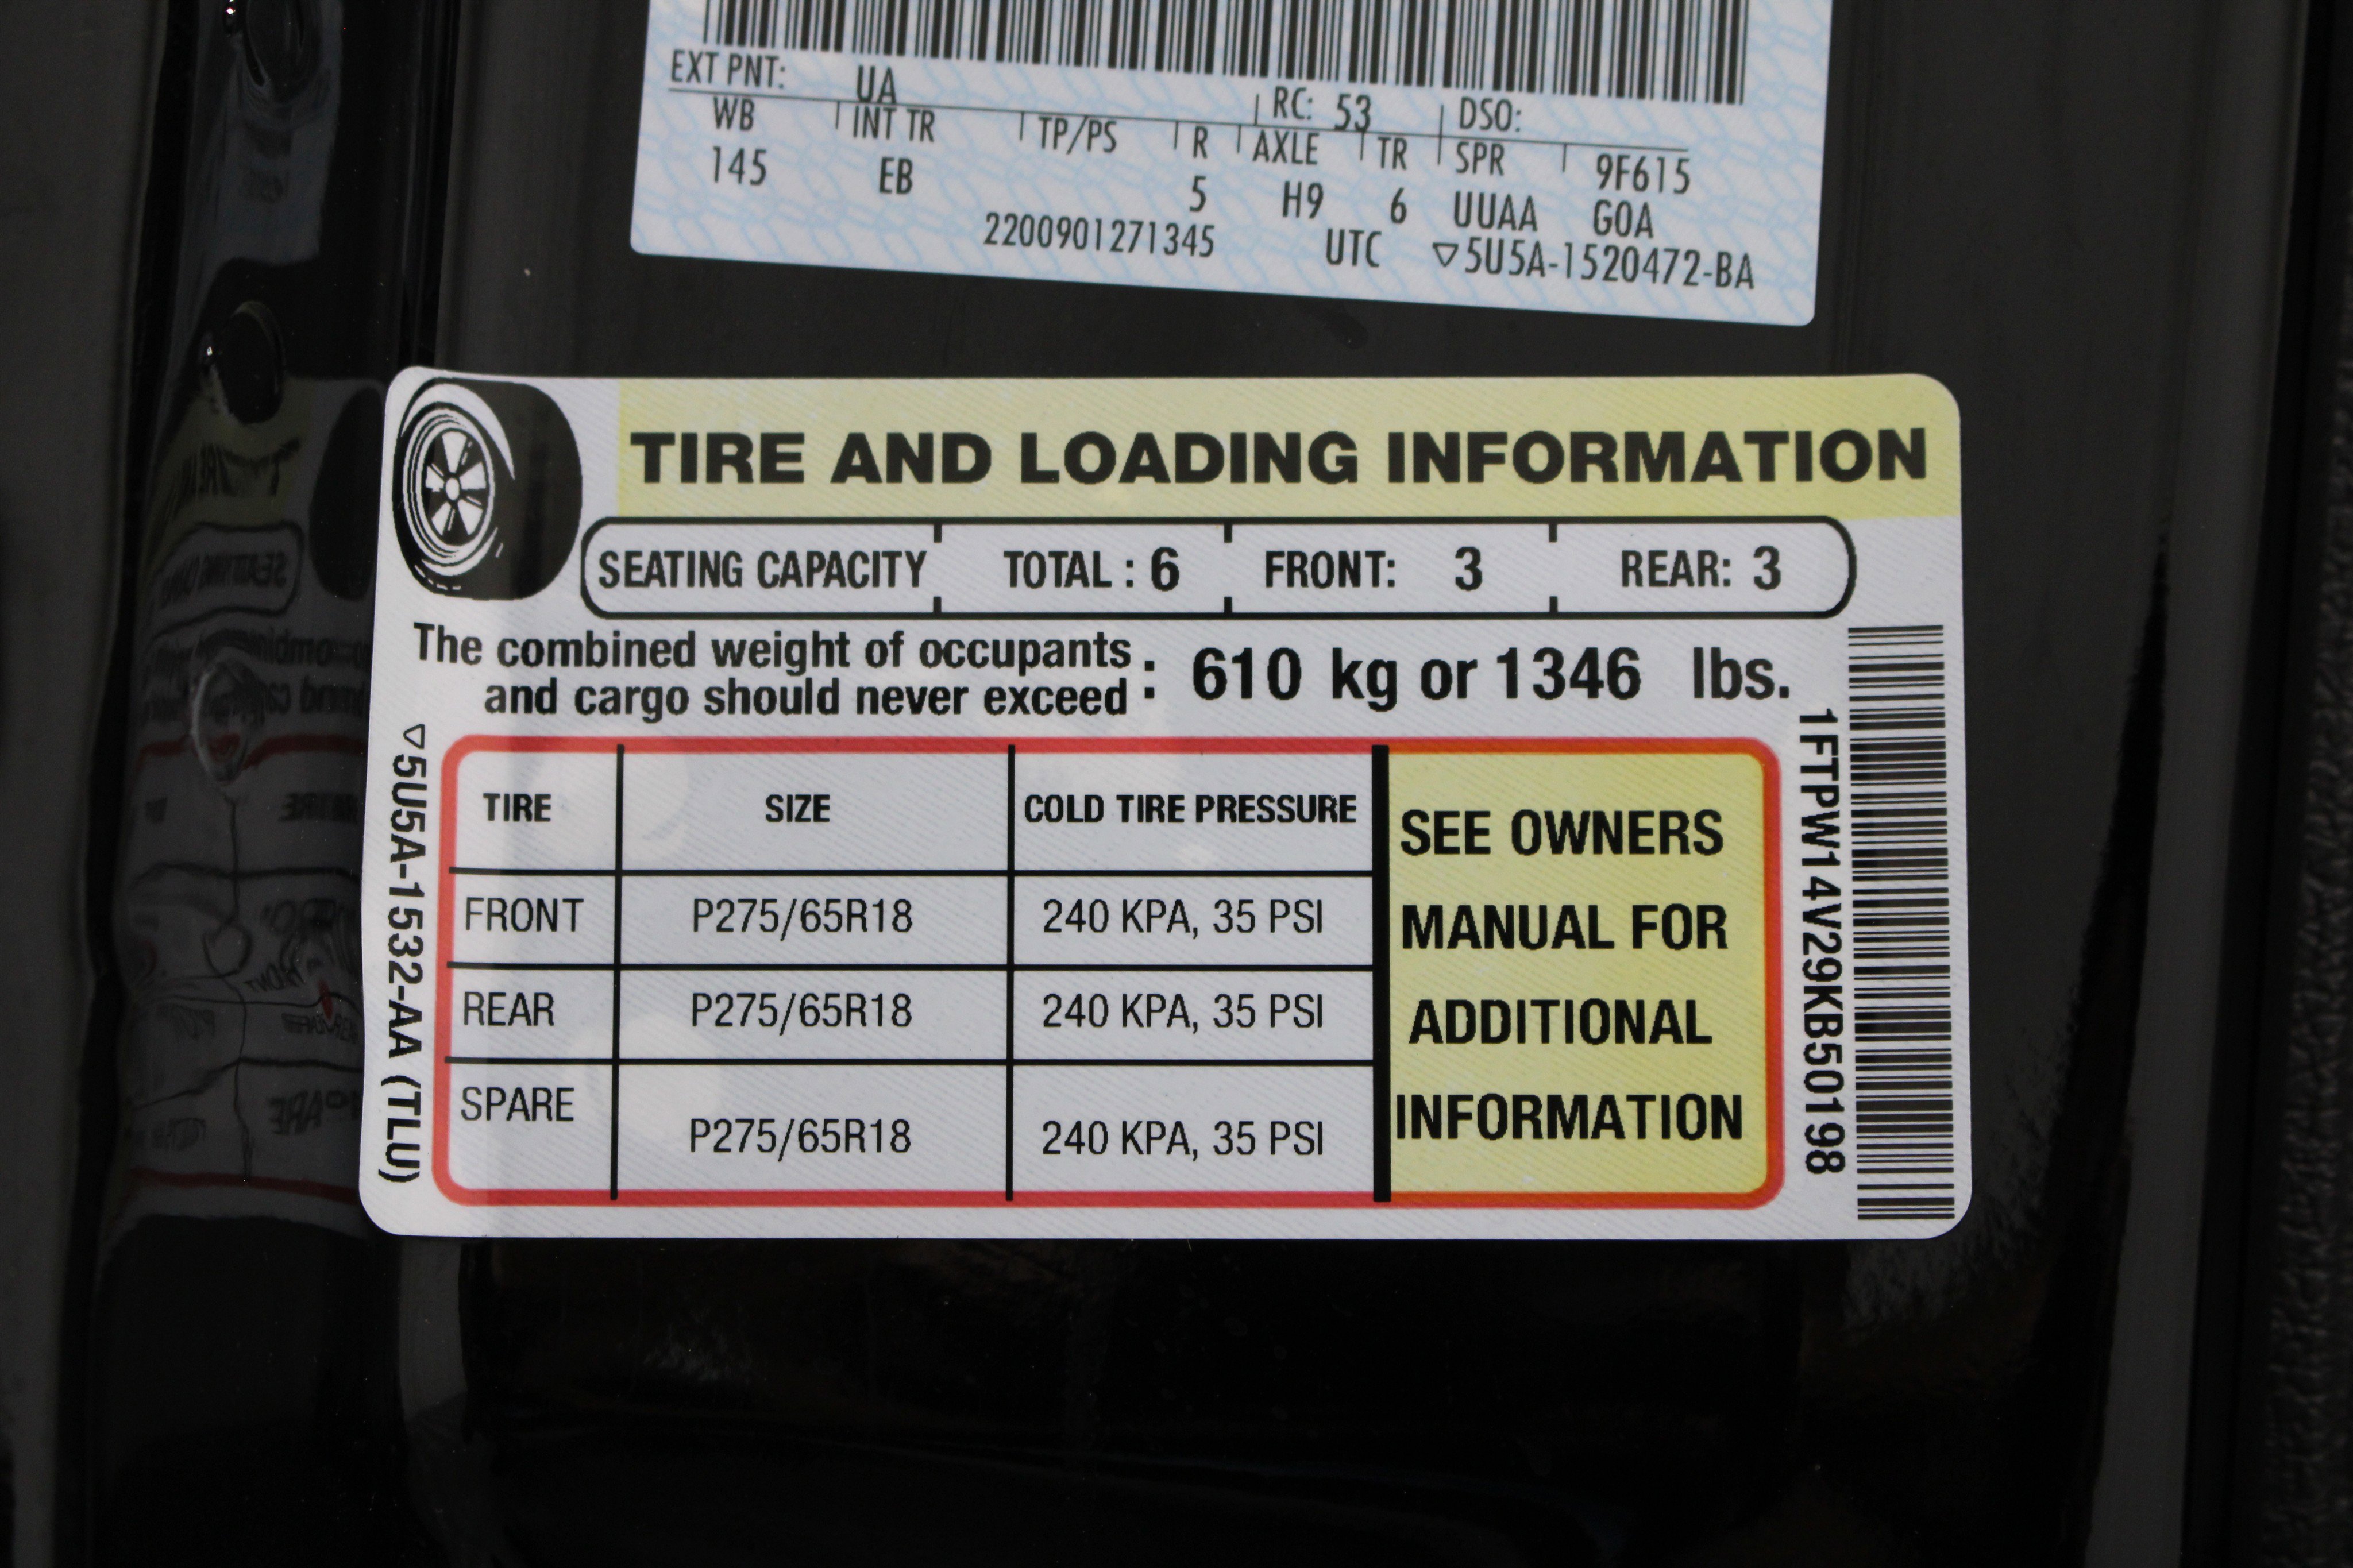 EXT PNT: UA RC: 53 DSO:
WB INT TR TP/PS R AXLE TR SPR 9F615
145 EB 5 H9 6 UUAA GOA
2200901271345 UTC ▽5U5A-1520472-BA
TIRE AND LOADING INFORMATION
SEATING CAPACITY TOTAL : 6 FRONT: 3 REAR: 3
The combined weight of occupants
and cargo should never exceed : 610 kg or 1346 lbs.
TIRE SIZE COLD TIRE PRESSURE
FRONT P275/65R18 240 KPA, 35 PSI
REAR P275/65R18 240 KPA, 35 PSI
SPARE P275/65R18 240 KPA, 35 PSI
SEE OWNERS
MANUAL FOR
ADDITIONAL
INFORMATION
▽5U5A-1532-AA (TLU)
1FTPW14V29KB50198